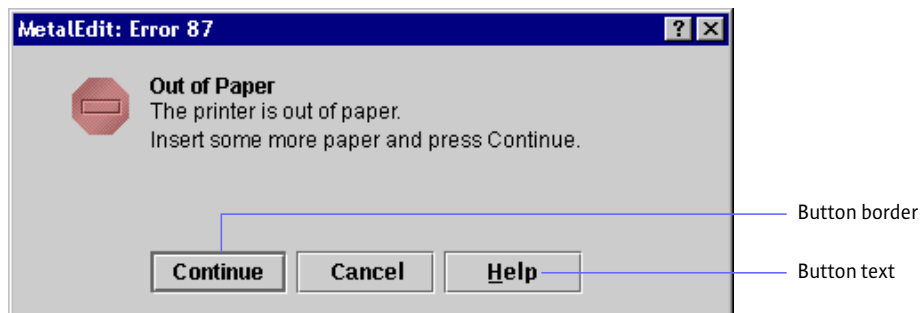 MetalEdit: Error 87
?
Out of Paper
The printer is out of paper.
Insert some more paper and press Continue.
Button border
Continue Cancel Help
Button text